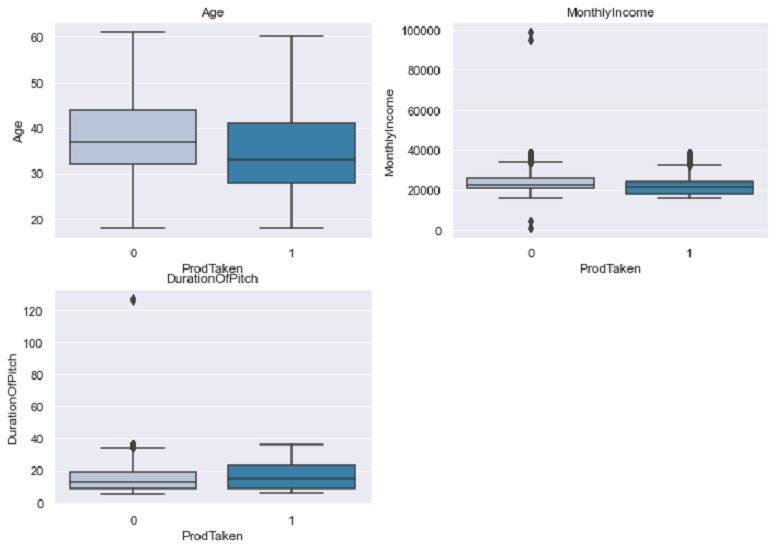 Age
60
50
40
30
20
Age
0
1
ProdTaken
MonthlyIncome
100000
80000
60000
40000
20000
0
MonthlyIncome
0
1
ProdTaken
DurationOfPitch
120
100
80
60
40
20
0
DurationOfPitch
0
1
ProdTaken